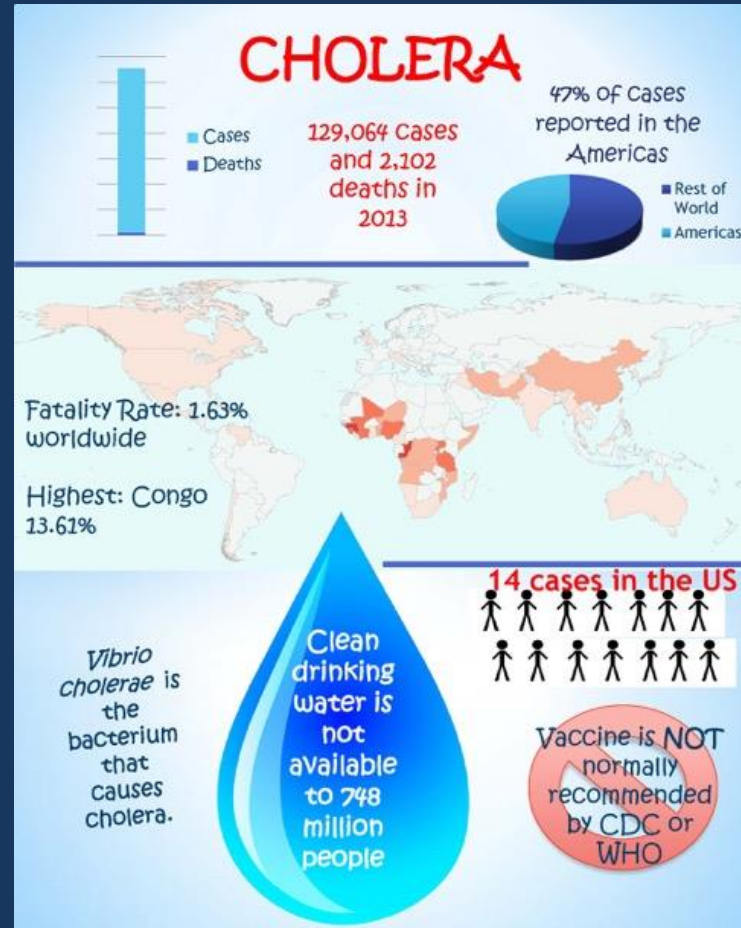 CHOLERA
Cases
Deaths
129,064 cases
and 2,102
deaths in
2013
47% of cases
reported in the
Americas
Rest of
World
Americas
Fatality Rate: 1.63%
worldwide
Highest: Congo
13.61%
14 cases in the US
Vibrio
cholerae is
the
bacterium
that
causes
cholera.
Clean
drinking
water is
not
available
to 748
million
people
Vaccine is NOT
normally
recommended
by CDC or
WHO